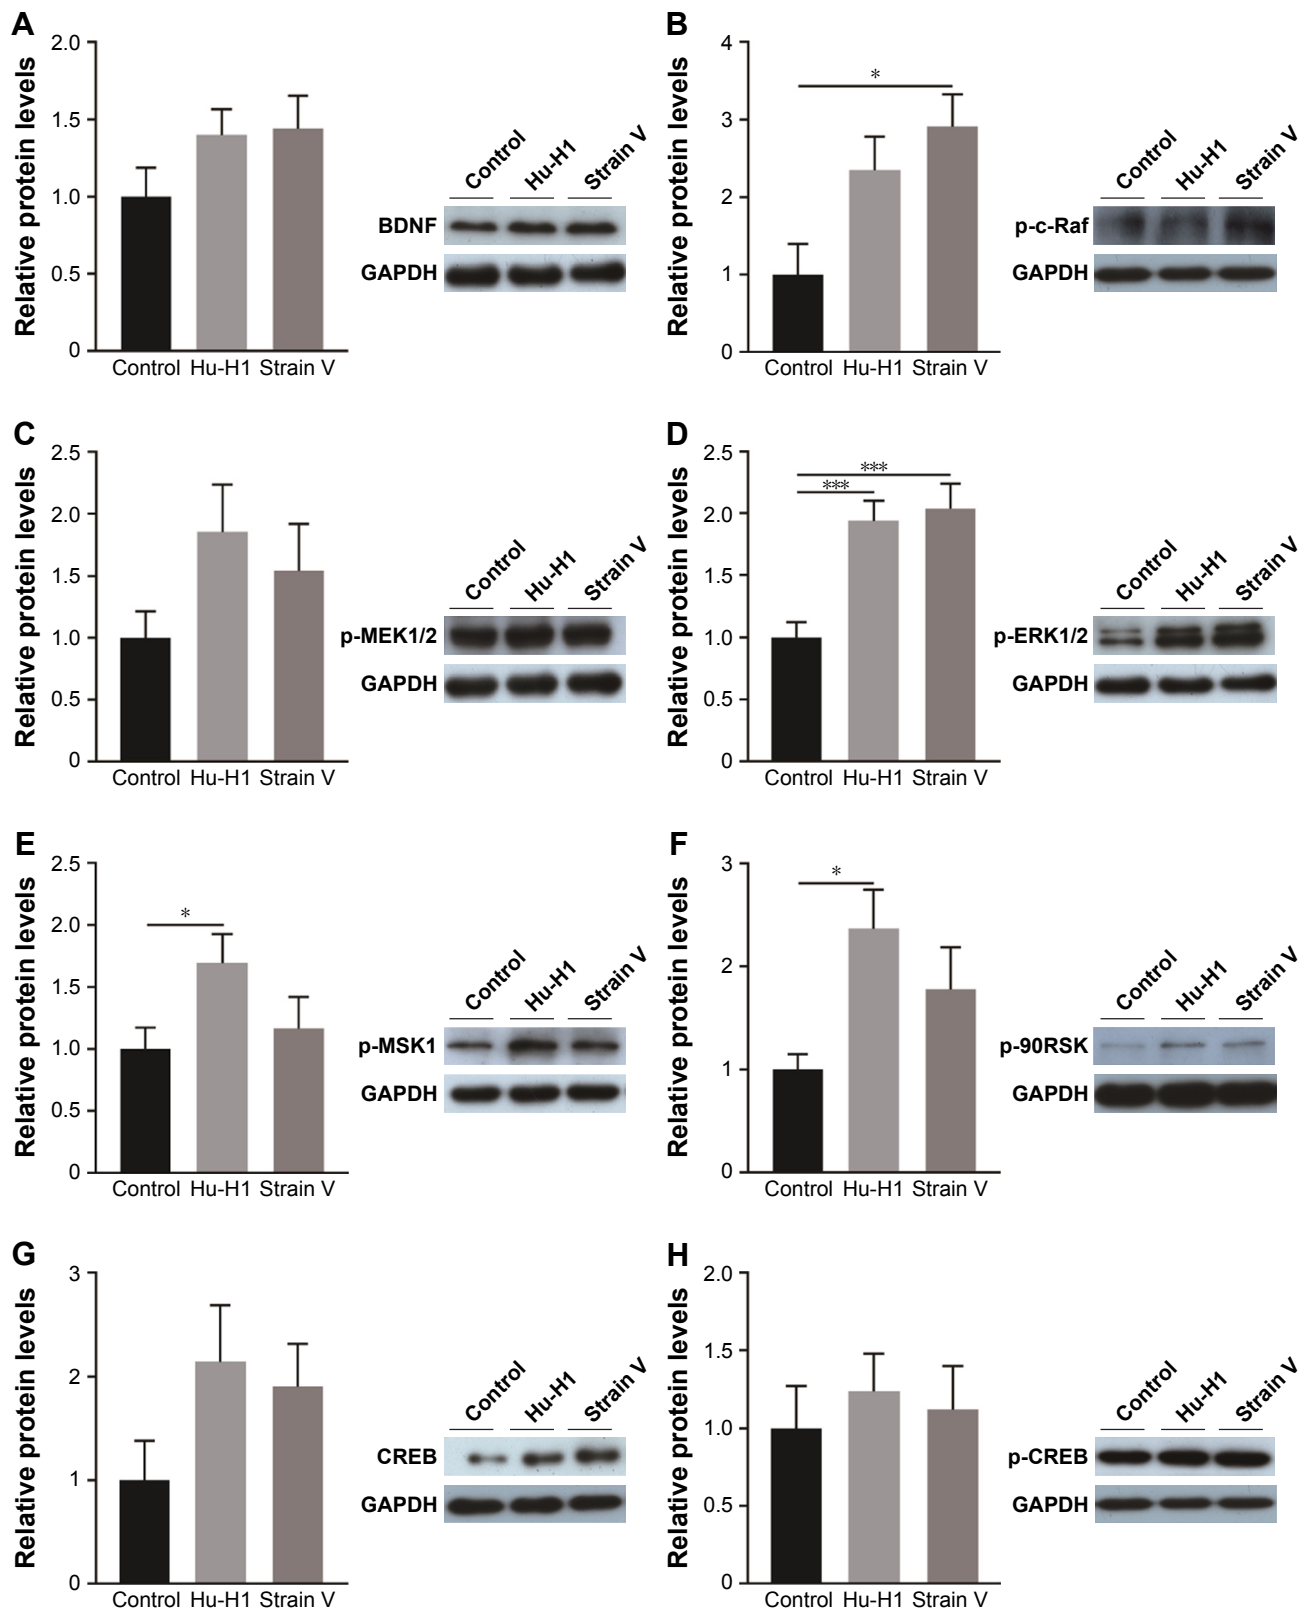 A
Relative protein levels
2.0
1.5
1.0
0.5
0
Control Hu-H1 Strain V
Control Hu-H1 Strain V
BDNF
GAPDH
B
Relative protein levels
4
3
2
1
0
*
Control Hu-H1 Strain V
Control Hu-H1 Strain V
p-c-Raf
GAPDH
C
Relative protein levels
2.5
2.0
1.5
1.0
0.5
0
Control Hu-H1 Strain V
Control Hu-H1 Strain V
p-MEK1/2
GAPDH
D
Relative protein levels
2.5
2.0
1.5
1.0
0.5
0
***
***
Control Hu-H1 Strain V
Control Hu-H1 Strain V
p-ERK1/2
GAPDH
E
Relative protein levels
2.5
2.0
1.5
1.0
0.5
0
*
Control Hu-H1 Strain V
Control Hu-H1 Strain V
p-MSK1
GAPDH
F
Relative protein levels
3
2
1
0
*
Control Hu-H1 Strain V
Control Hu-H1 Strain V
p-90RSK
GAPDH
G
Relative protein levels
3
2
1
0
Control Hu-H1 Strain V
Control Hu-H1 Strain V
CREB
GAPDH
H
Relative protein levels
2.0
1.5
1.0
0.5
0
Control Hu-H1 Strain V
Control Hu-H1 Strain V
p-CREB
GAPDH